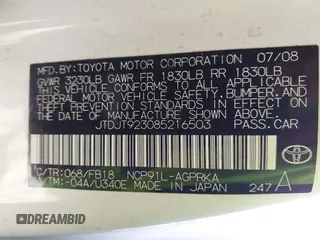 MFD.BY:TOYOTA MOTOR CORPORATION 07/08
GVWR 3230LB GAWR FR 1830LB RR 1830LB
THIS VEHICLE CONFORMS TO ALL APPLICABLE
FEDERAL MOTOR VEHICLE SAFETY, BUMPER, AND
THEFT PREVENTION STANDARDS IN EFFECT ON
THE DATE OF MANUFACTURE SHOWN ABOVE.
JTDJT923085216503 PASS. CAR
C/TR:068/FB18 NCP91L-AGPRKA
A/TM:-04A/U340E MADE IN JAPAN
247 A
TOYOTA
DREAMBID